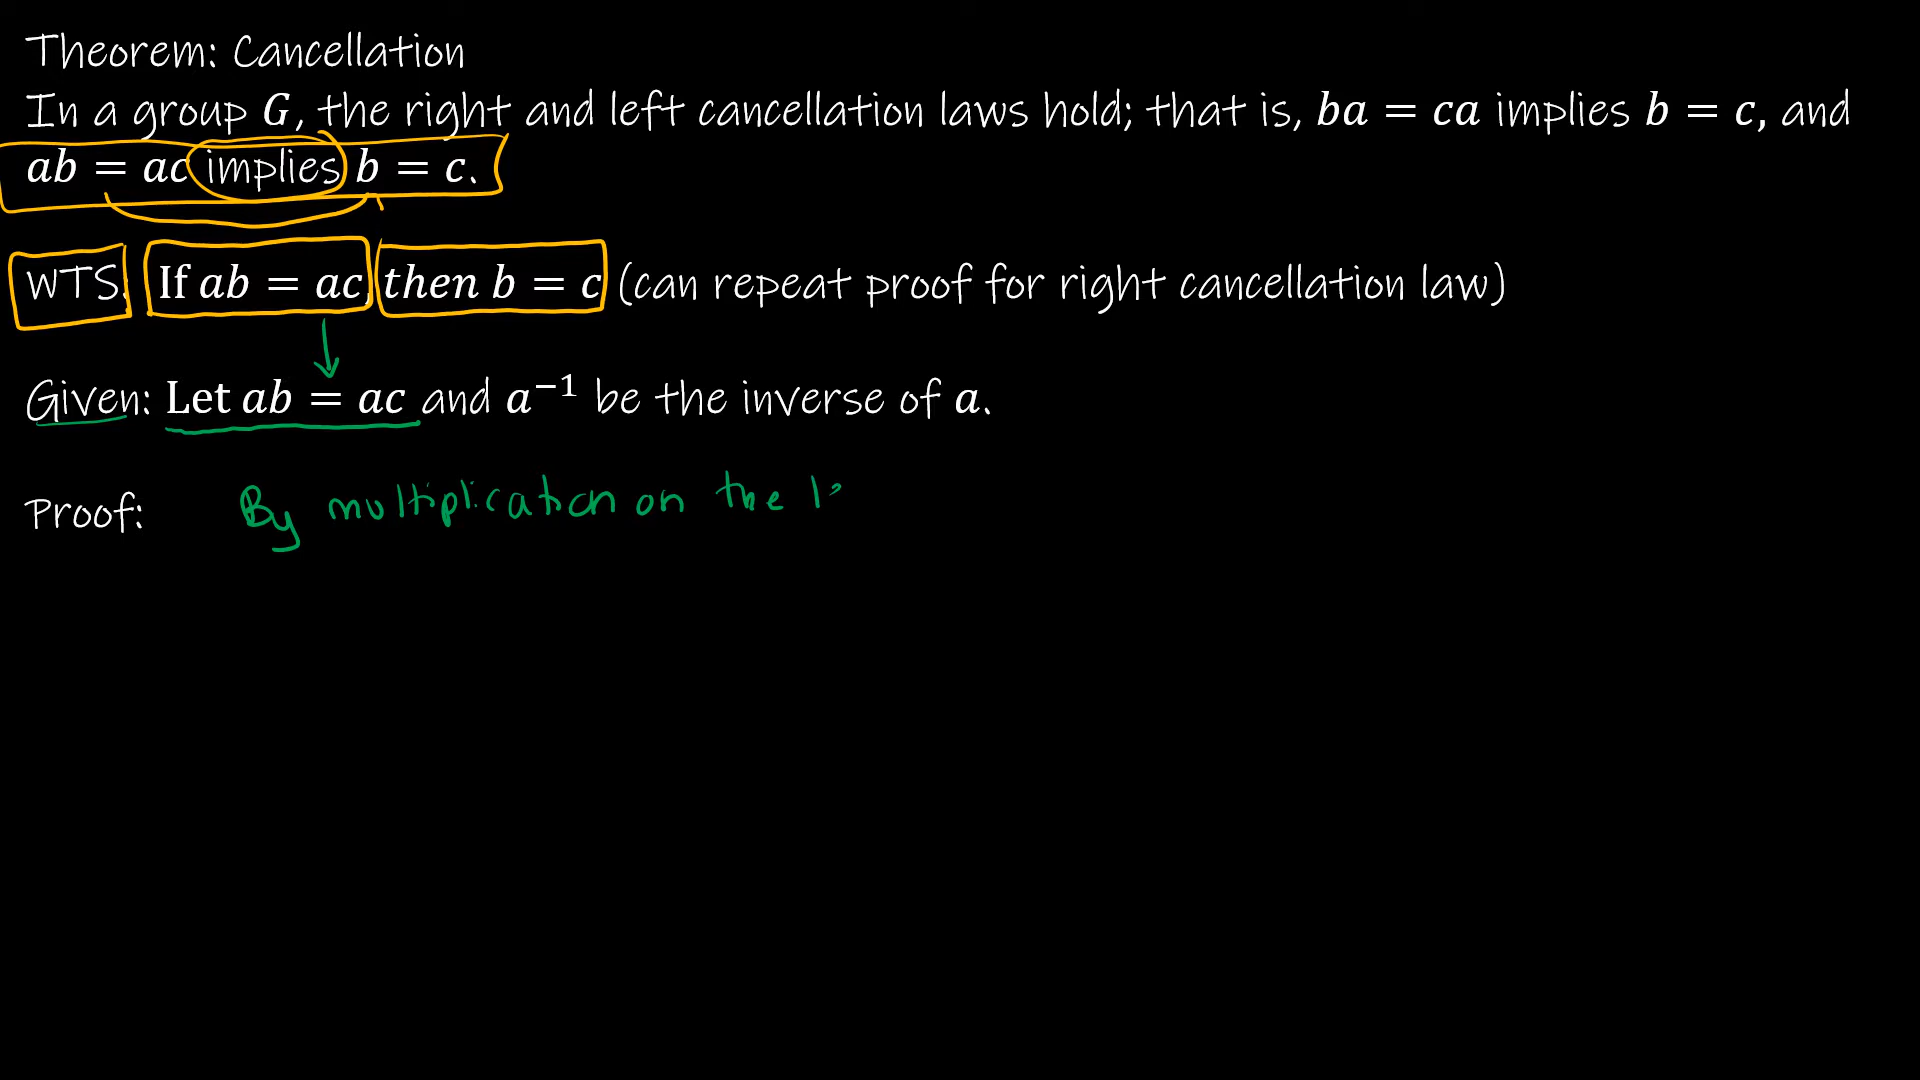 Theorem: Cancellation
In a group G, the right and left cancellation laws hold; that is, ba = ca implies b = c, and
ab = ac implies b = c.
WTS: If ab = ac, then b = c (can repeat proof for right cancellation law)
Given: Let ab = ac and a⁻¹ be the inverse of a.
Proof: By multiplication on the